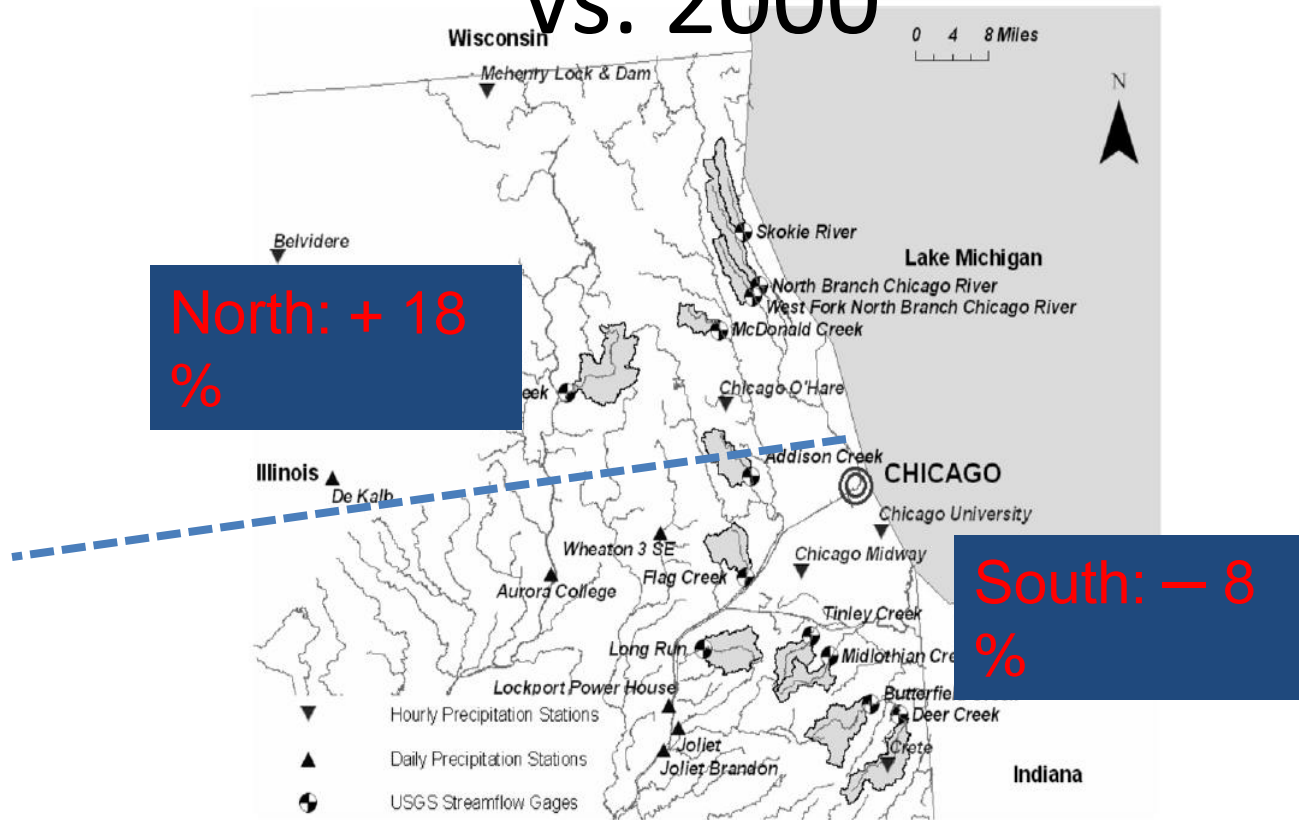 vs. 2000
Wisconsin
0 4 8 Miles
Mchenry Lock & Dam
N
Skokie River
Belvidere
Lake Michigan
North Branch Chicago River
West Fork North Branch Chicago River
North: + 18
%
McDonald Creek
Chicago O'Hare
eek
Addison Creek
CHICAGO
Illinois
De Kalb
Chicago University
Wheaton 3 SE
Chicago Midway
Flag Creek
South: — 8
%
Aurora College
Tinley Creek
Long Run
Midlothian Cre
Lockport Power House
Butterfie
Hourly Precipitation Stations
Deer Creek
Joliet
Crete
Daily Precipitation Stations
Joliet Brandon
Indiana
USGS Streamflow Gages